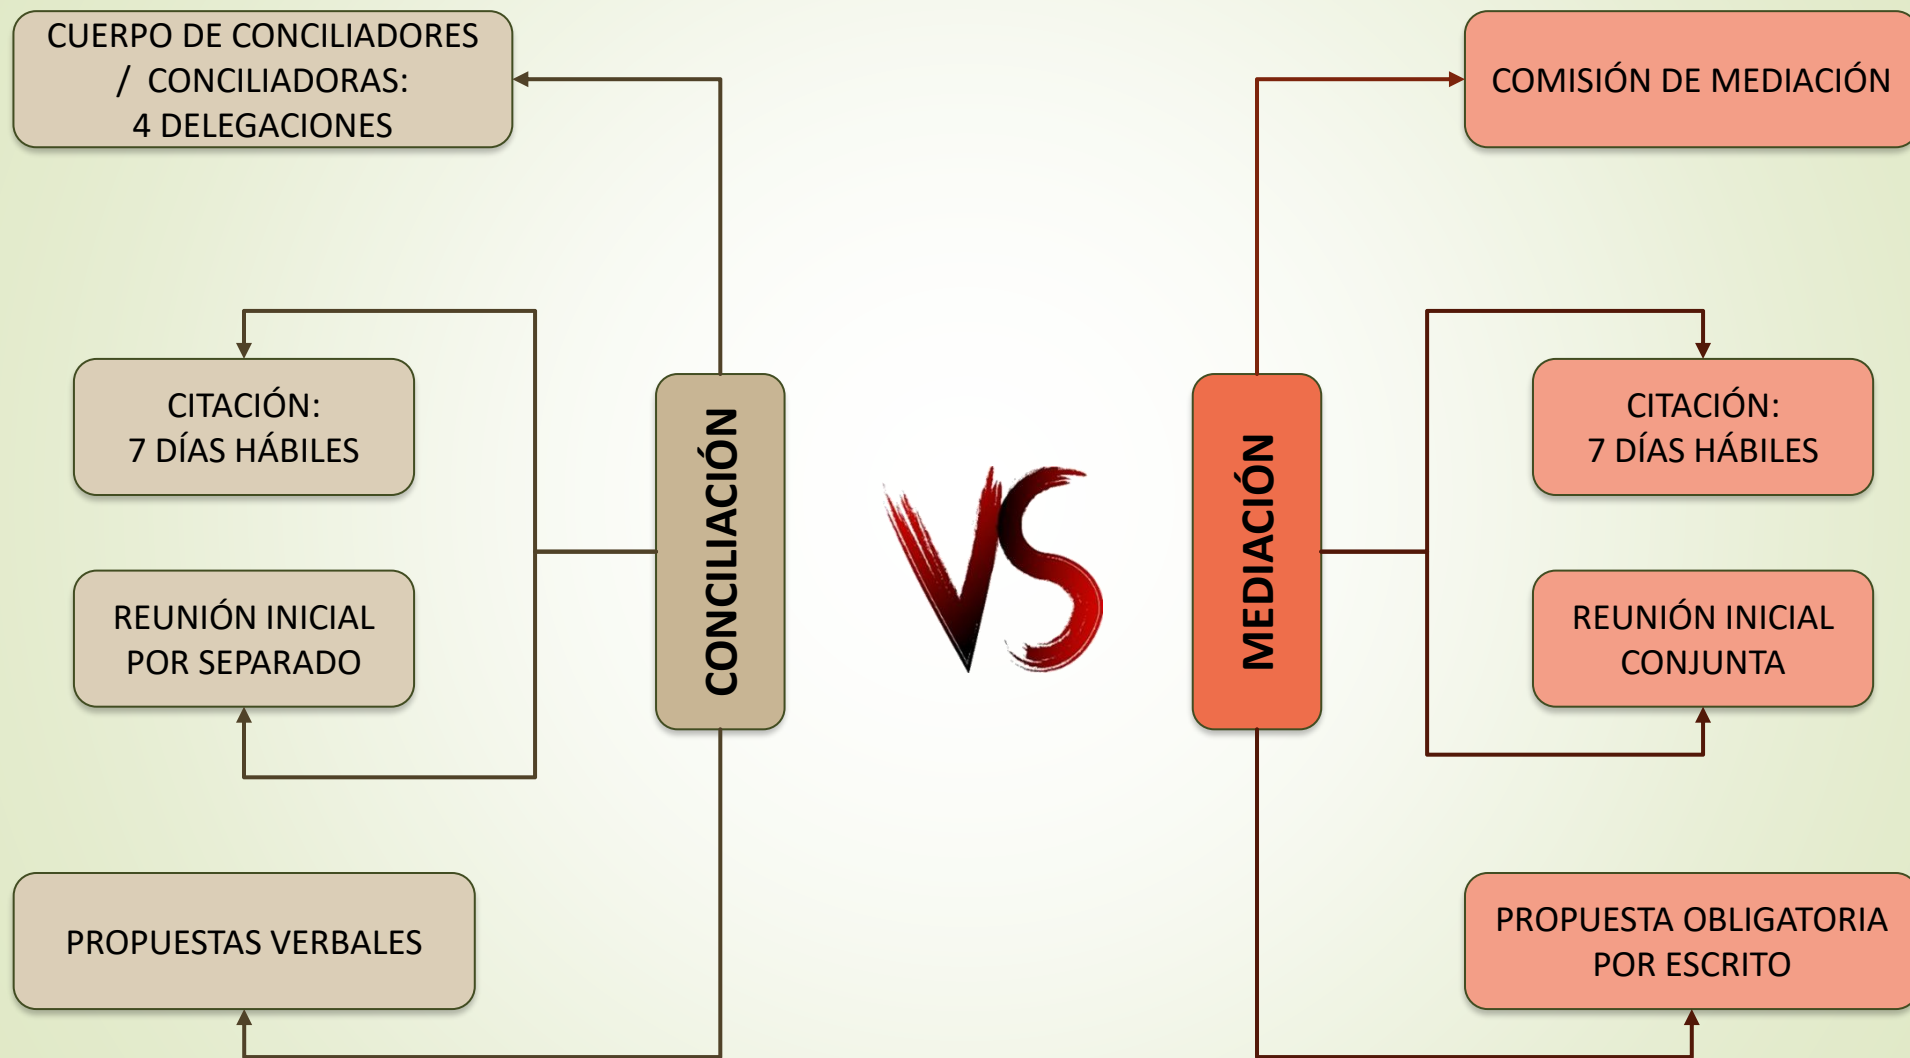 CUERPO DE CONCILIADORES
/ CONCILIADORAS:
4 DELEGACIONES
CITACIÓN:
7 DÍAS HÁBILES
REUNIÓN INICIAL
POR SEPARADO
PROPUESTAS VERBALES
CONCILIACIÓN
VS
MEDIACIÓN
COMISIÓN DE MEDIACIÓN
CITACIÓN:
7 DÍAS HÁBILES
REUNIÓN INICIAL
CONJUNTA
PROPUESTA OBLIGATORIA
POR ESCRITO